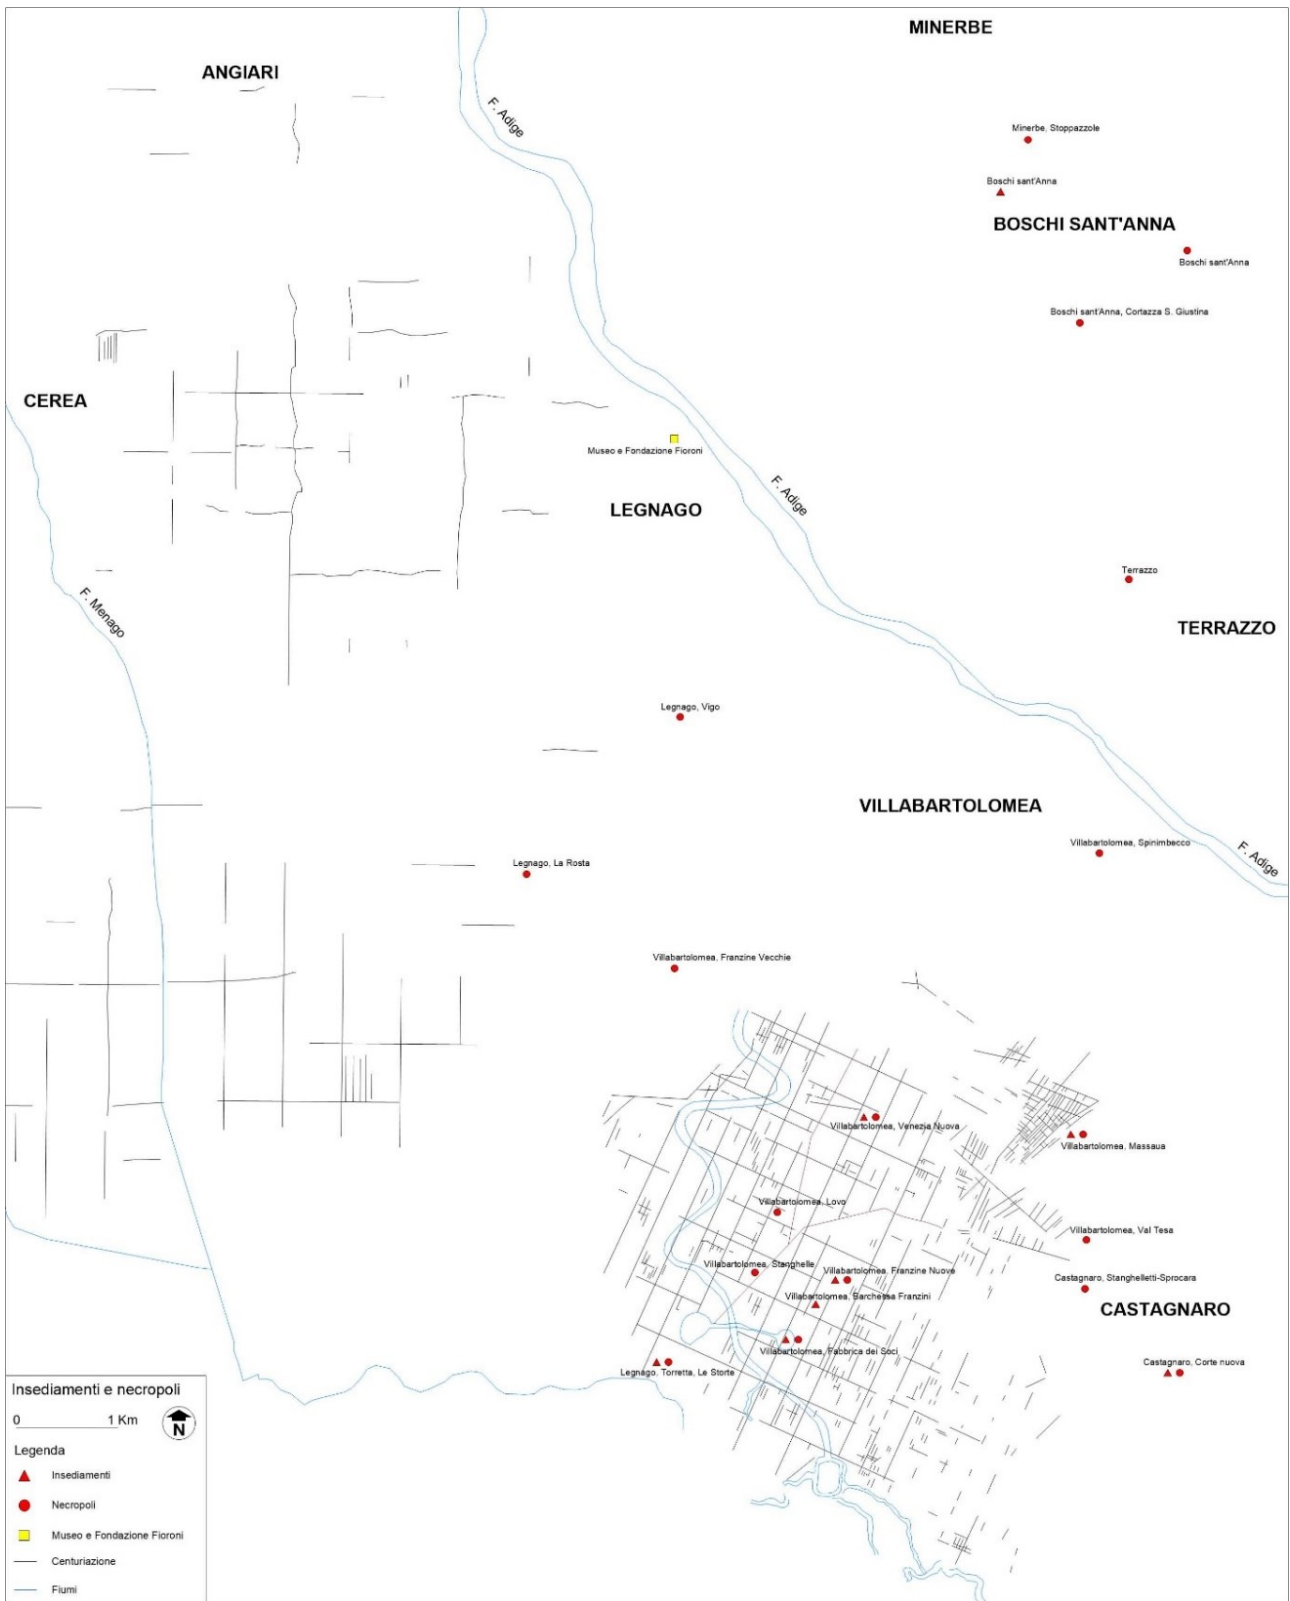 MINERBE
ANGIARI
F. Adige
Minerbe, Stoppazzole
Boschi sant'Anna
BOSCHI SANT'ANNA
Boschi sant'Anna
Boschi sant'Anna, Cortazza S. Giustina
CEREA
Museo e Fondazione Fioroni
F. Adige
LEGNAGO
Terrazzo
F. Menago
TERRAZZO
Legnago, Vigo
VILLABARTOLOMEA
Villabartolomea, Spinimbecco
F. Adige
Legnago, La Rosta
Villabartolomea, Franzine Vecchie
Villabartolomea, Venezia Nuova
Villabartolomea, Massaua
Villabartolomea, Lovo
Villabartolomea, Val Tesa
Villabartolomea, Stanghelle
Villabartolomea, Franzine Nuove
Castagnaro, Stanghelletti-Sprocara
Villabartolomea, Barchessa Franzini
CASTAGNARO
Villabartolomea, Fabbrica dei Soci
Castagnaro, Corte nuova
Legnago, Torretta, Le Storte
Insediamenti e necropoli
0 1 Km
N
Legenda
Insediamenti
Necropoli
Museo e Fondazione Fioroni
Centuriazione
Fiumi